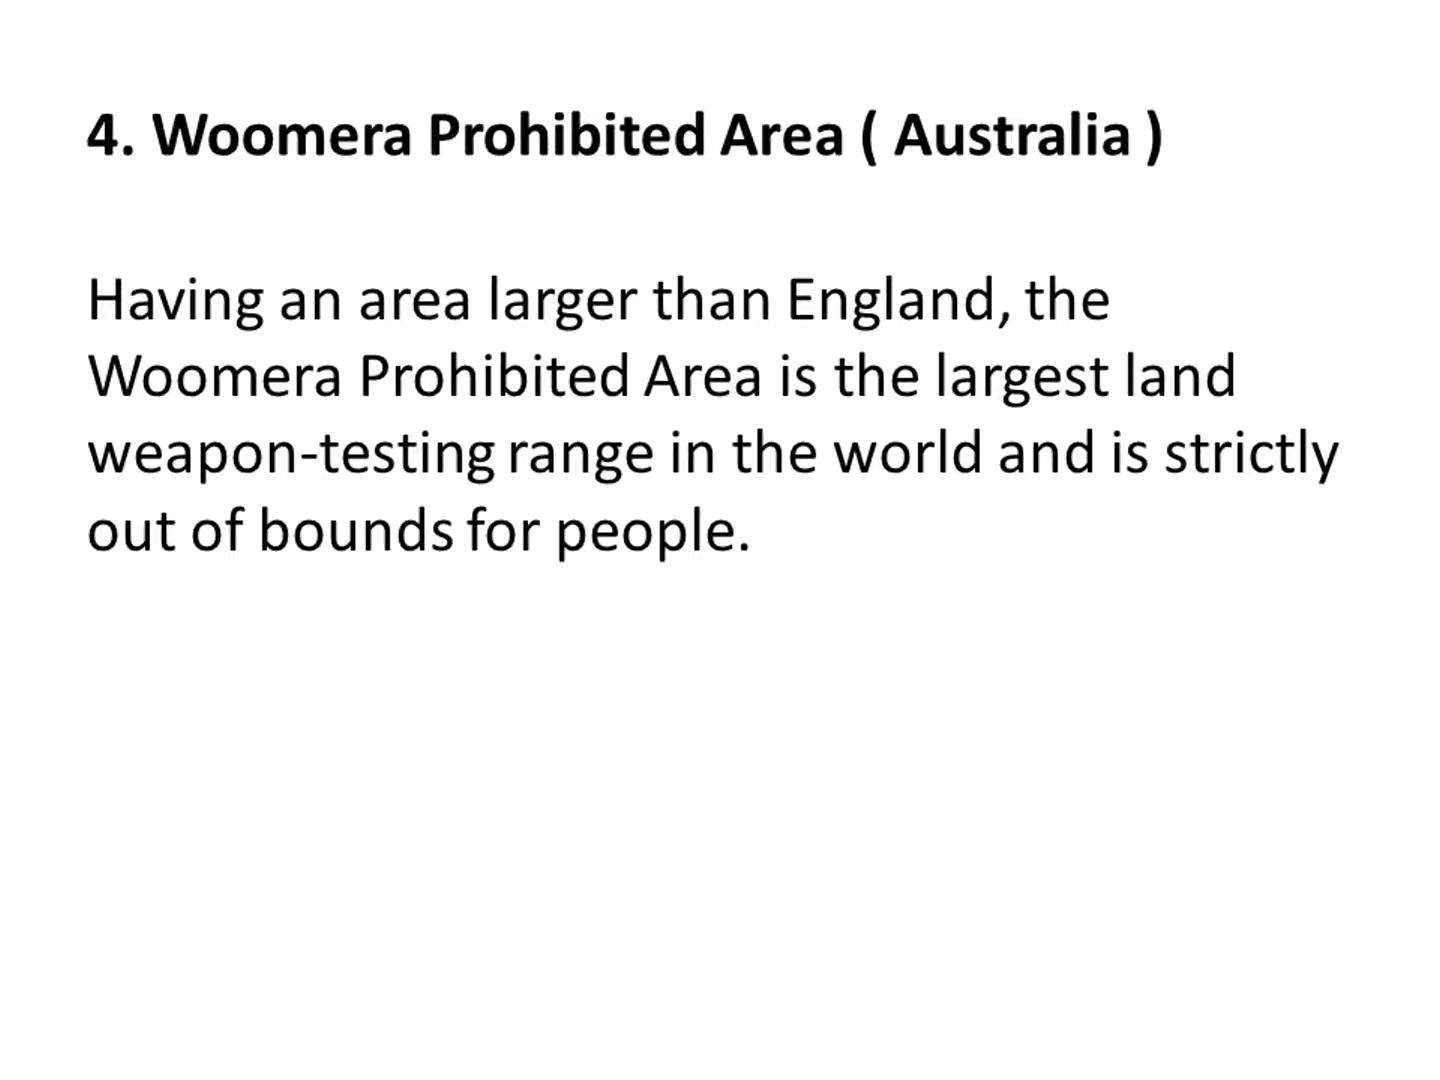 4. Woomera Prohibited Area ( Australia )
Having an area larger than England, the
Woomera Prohibited Area is the largest land
weapon-testing range in the world and is strictly
out of bounds for people.